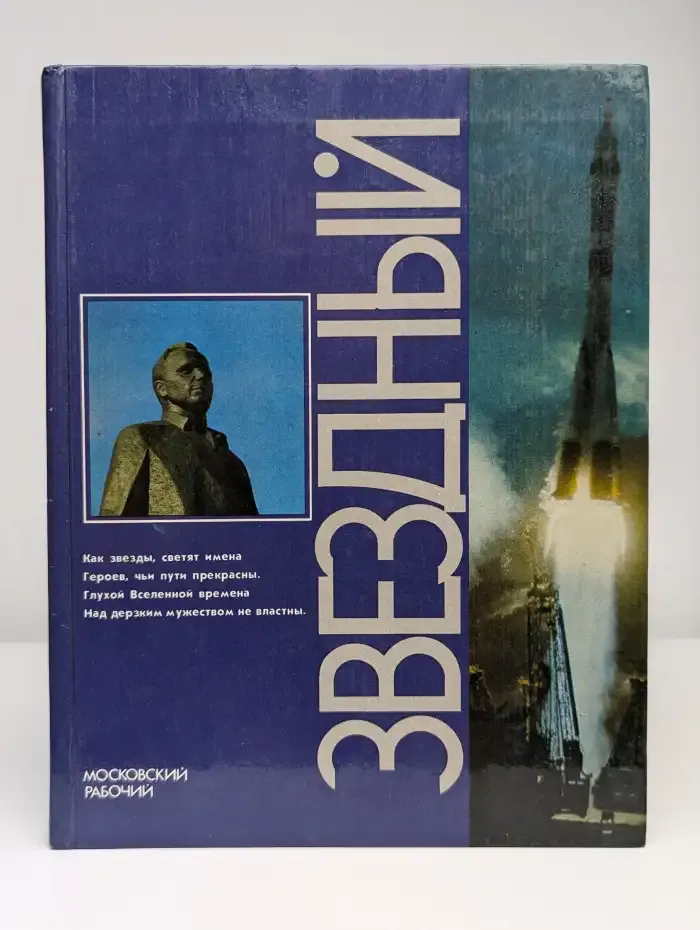 ЗВЕЗДНЫЙ
Как звезды, светят имена
Героев, чьи пути прекрасны.
Глухой Вселенной времена
Над дерзким мужеством не властны.
МОСКОВСКИЙ
РАБОЧИЙ